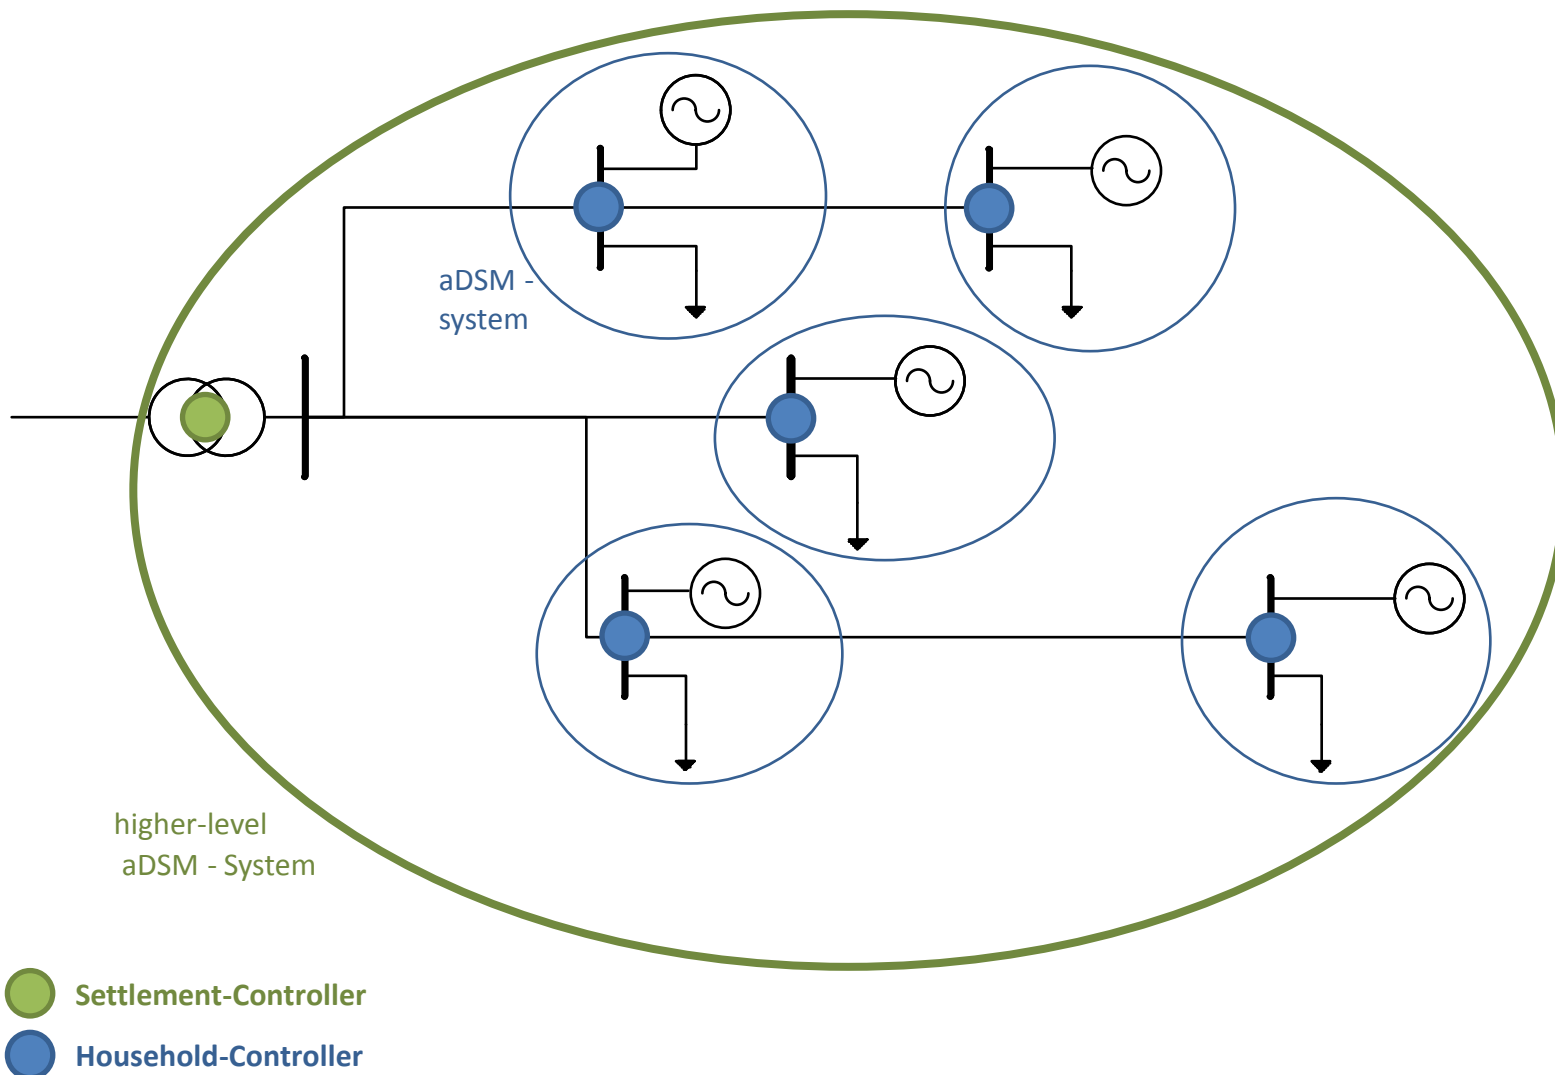 aDSM -
system
higher-level
aDSM - System
Settlement-Controller
Household-Controller